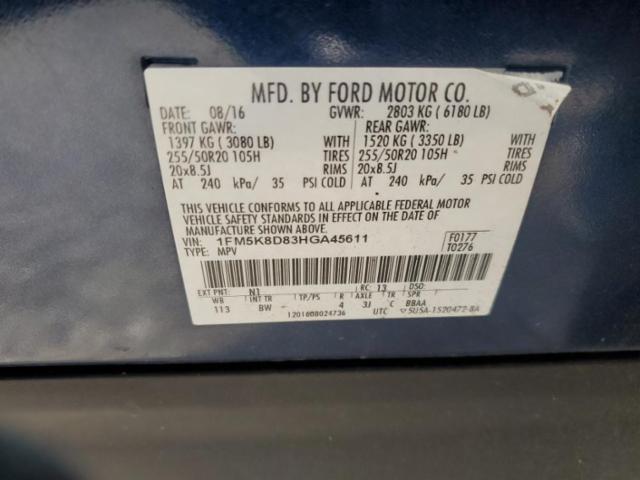 MFD. BY FORD MOTOR CO.
DATE: 08/16 GVWR: 2803 KG ( 6180 LB)
FRONT GAWR: REAR GAWR:
1397 KG ( 3080 LB) WITH 1520 KG ( 3350 LB) WITH
255/50R20 105H TIRES 255/50R20 105H TIRES
20x8.5J RIMS 20x8.5J RIMS
AT 240 kPa/ 35 PSI COLD AT 240 kPa/ 35 PSI COLD
THIS VEHICLE CONFORMS TO ALL APPLICABLE FEDERAL MOTOR
VEHICLE SAFETY STANDARDS IN EFFECT ON THE DATE OF
MANUFACTURE SHOWN ABOVE.
VIN: 1FM5K8D83HGA45611 F0177
TYPE: MPV T0276
EXT PNT: N1 RC: 13 DSO:
WB INT TR TP/PS R AXLE TR SPR
113 BW 4 3J C BBAA
UTC